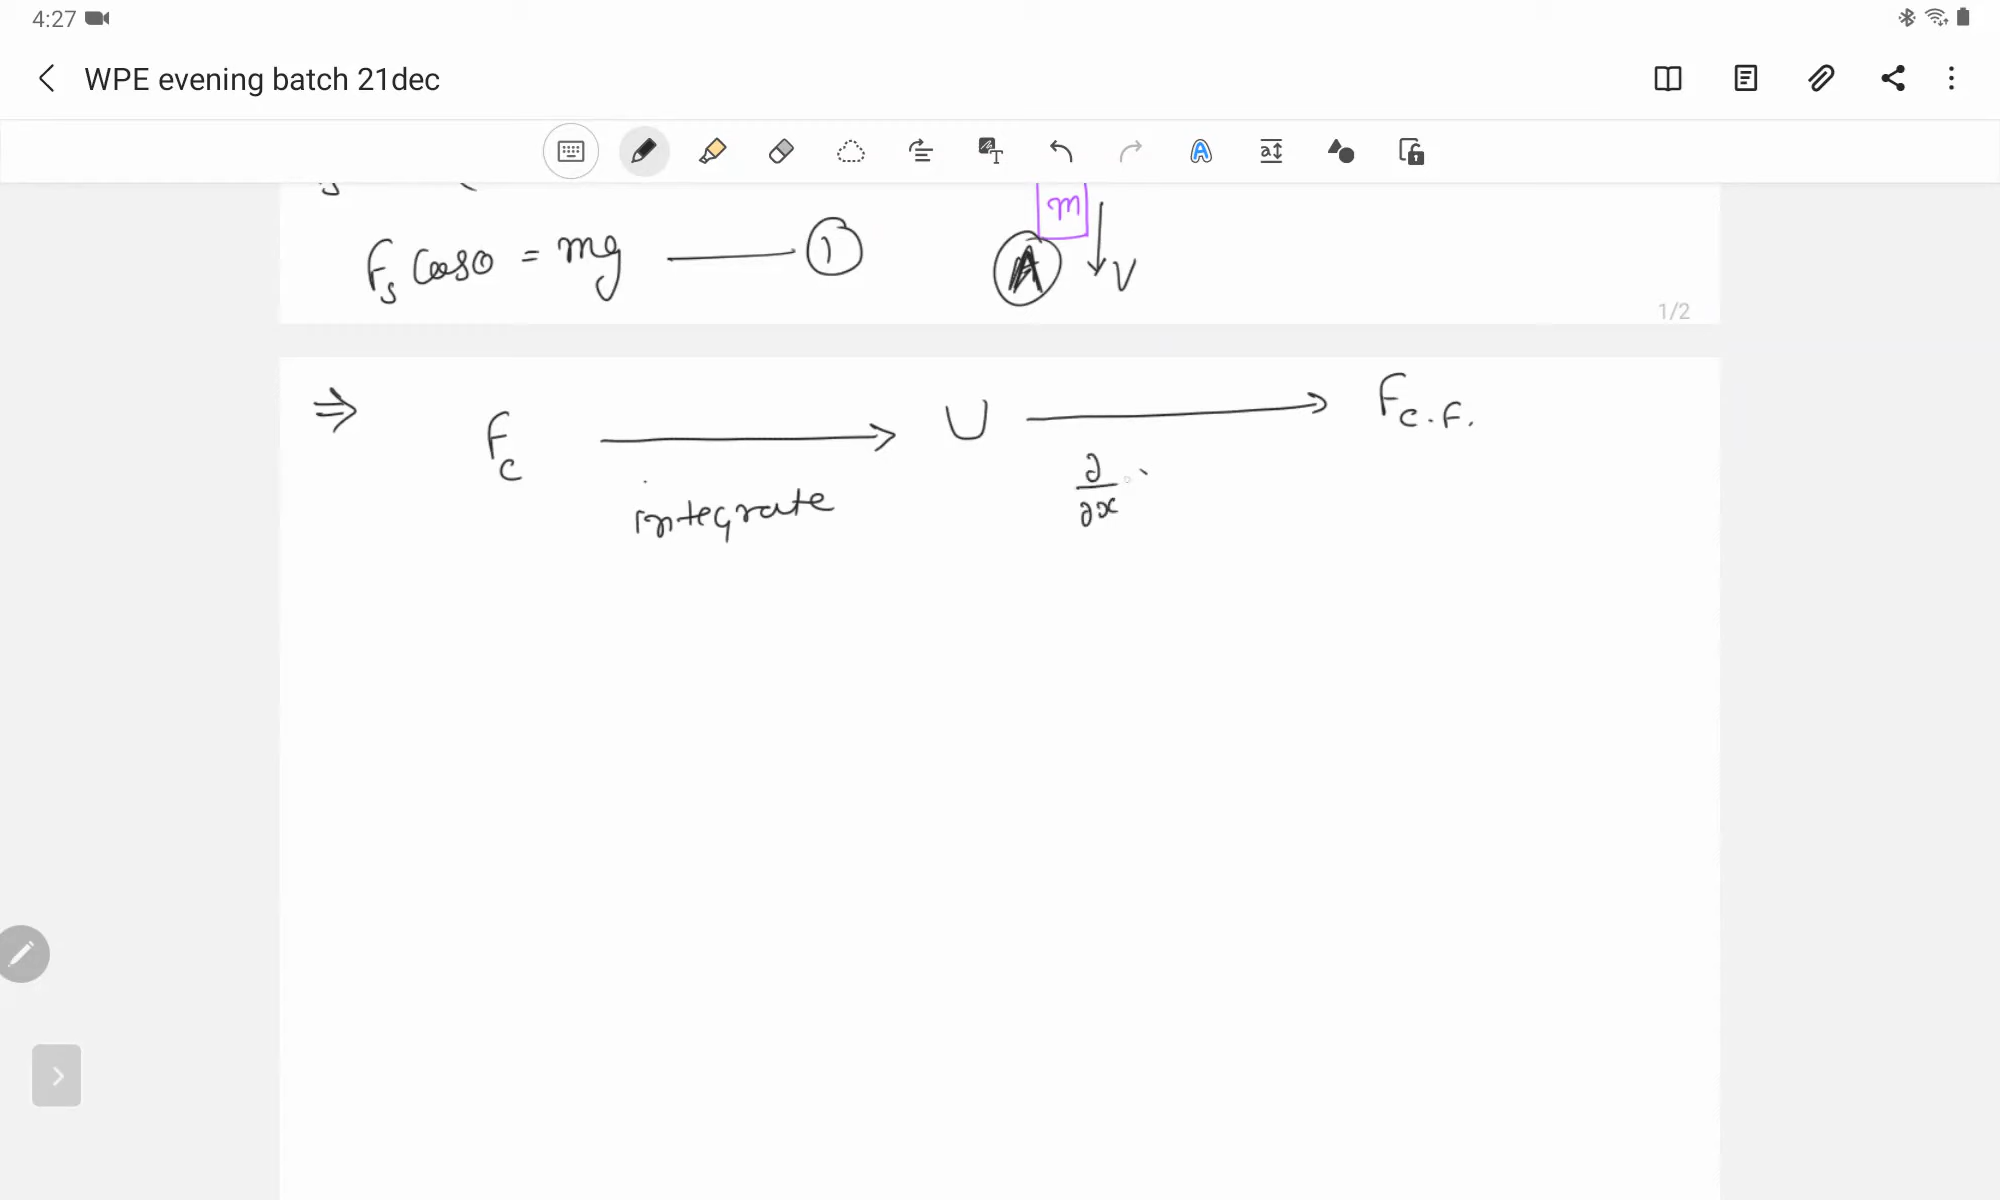 4:27
WPE evening batch 21dec
m
Fs Cosθ = mg —— 1
A V
1/2
⇒ Fc → U → Fc.f.
integrate ∂/∂x